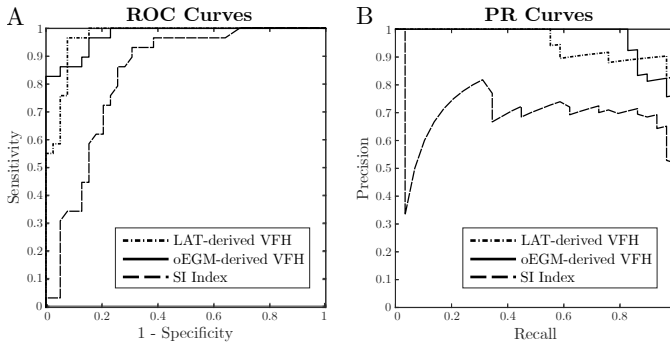 A
ROC Curves
1
0.9
0.8
0.7
0.6
0.5
0.4
0.3
0.2
0.1
0
Sensitivity
LAT-derived VFH
oEGM-derived VFH
SI Index
0 0.2 0.4 0.6 0.8 1
1 - Specificity
B
PR Curves
1
0.9
0.8
0.7
0.6
0.5
0.4
0.3
0.2
0.1
0
Precision
LAT-derived VFH
oEGM-derived VFH
SI Index
0 0.2 0.4 0.6 0.8
Recall